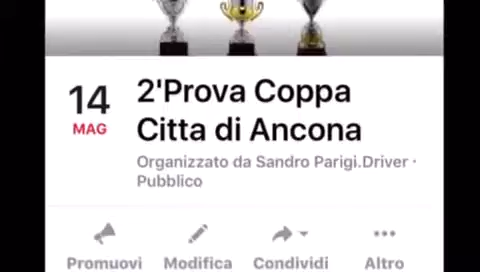 14
MAG
2'Prova Coppa
Citta di Ancona
Organizzato da Sandro Parigi.Driver ·
Pubblico
Promuovi Modifica Condividi Altro